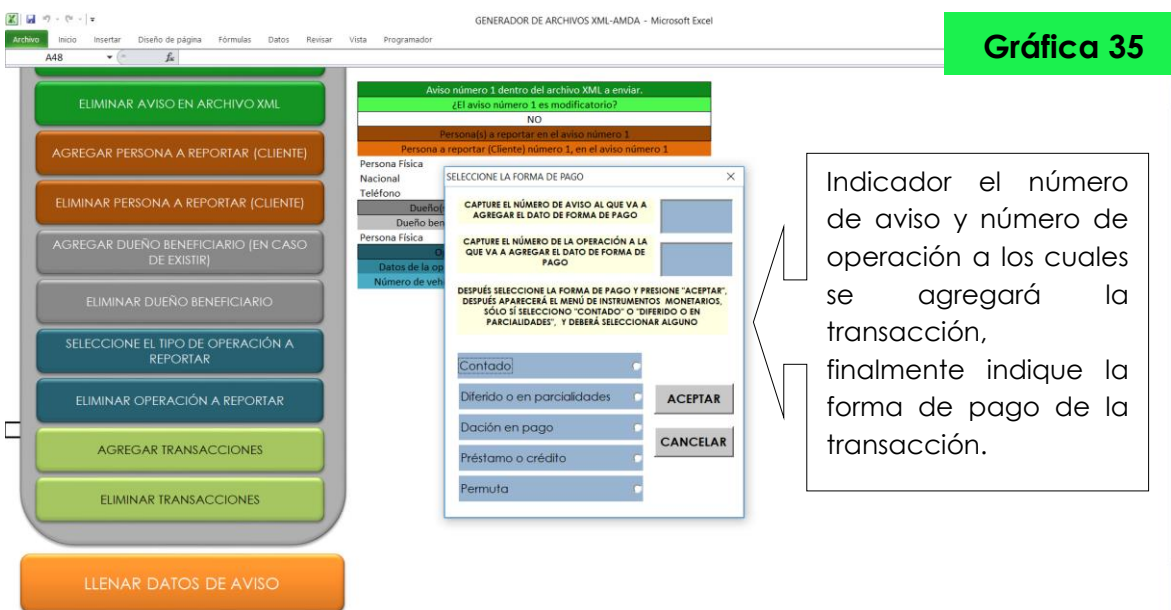 GENERADOR DE ARCHIVOS XML-AMDA - Microsoft Excel
Archivo Inicio Insertar Diseño de página Fórmulas Datos Revisar Vista Programador
A48 fx
Gráfica 35
ELIMINAR AVISO EN ARCHIVO XML
AGREGAR PERSONA A REPORTAR (CLIENTE)
ELIMINAR PERSONA A REPORTAR (CLIENTE)
AGREGAR DUEÑO BENEFICIARIO (EN CASO
DE EXISTIR)
ELIMINAR DUEÑO BENEFICIARIO
SELECCIONE EL TIPO DE OPERACIÓN A
REPORTAR
ELIMINAR OPERACIÓN A REPORTAR
AGREGAR TRANSACCIONES
ELIMINAR TRANSACCIONES
LLENAR DATOS DE AVISO
Aviso número 1 dentro del archivo XML a enviar.
¿El aviso número 1 es modificatorio?
NO
Persona(s) a reportar en el aviso número 1
Persona a reportar (Cliente) número 1, en el aviso número 1
Persona Física
Nacional
Teléfono
Dueño(
Dueño ben
Persona Física
O
Datos de la op
Número de veh
SELECCIONE LA FORMA DE PAGO
CAPTURE EL NÚMERO DE AVISO AL QUE VA A
AGREGAR EL DATO DE FORMA DE PAGO
CAPTURE EL NÚMERO DE LA OPERACIÓN A LA
QUE VA A AGREGAR EL DATO DE FORMA DE
PAGO
DESPUÉS SELECCIONE LA FORMA DE PAGO Y PRESIONE "ACEPTAR",
DESPUÉS APARECERÁ EL MENÚ DE INSTRUMENTOS MONETARIOS,
SÓLO SÍ SELECCIONO "CONTADO" O "DIFERIDO O EN
PARCIALIDADES", Y DEBERÁ SELECCIONAR ALGUNO
Contado
Diferido o en parcialidades
Dación en pago
Préstamo o crédito
Permuta
ACEPTAR
CANCELAR
Indicador el número
de aviso y número de
operación a los cuales
se agregará la
transacción,
finalmente indique la
forma de pago de la
transacción.